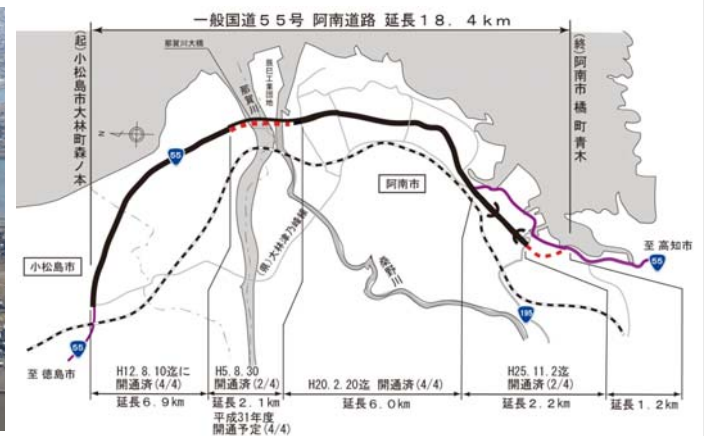 一般国道55号 阿南道路 延長18.4km
(起)小松島市大林町森ノ本
(終)阿南市 橘町青木
那賀川大橋
那賀川
辰巳工業団地
N
55
阿南市
(県)大林津乃峰線
桑野川
小松島市
至 高知市
55
195
55
至 徳島市
H12.8.10迄に
開通済(4/4)
延長6.9km
H5.8.30
開通済(2/4)
延長2.1km
平成31年度
開通予定(4/4)
H20.2.20迄 開通済(4/4)
延長6.0km
H25.11.2迄
開通済(2/4)
延長2.2km
延長1.2km